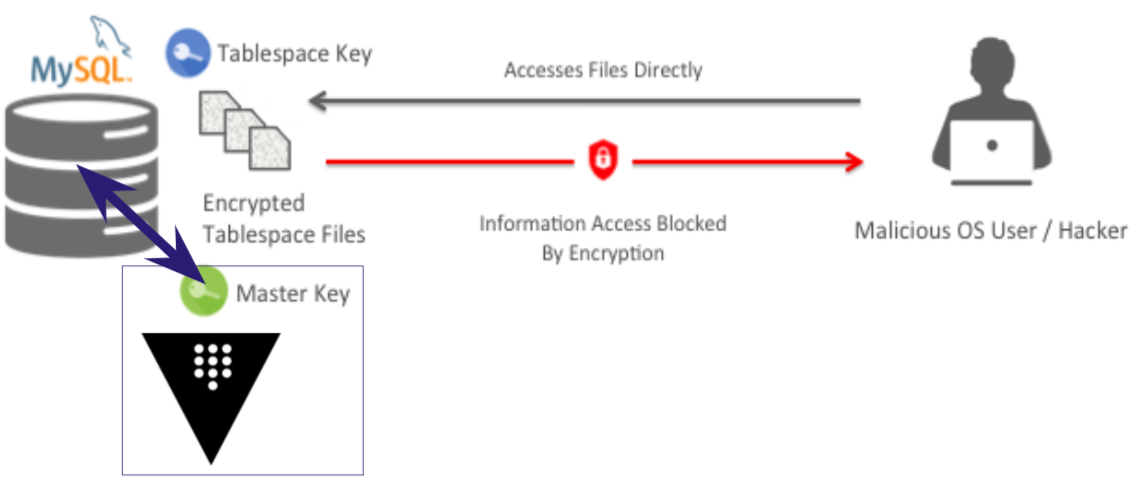 MySQL
Tablespace Key
Accesses Files Directly
Encrypted
Tablespace Files
Information Access Blocked
By Encryption
Malicious OS User / Hacker
Master Key